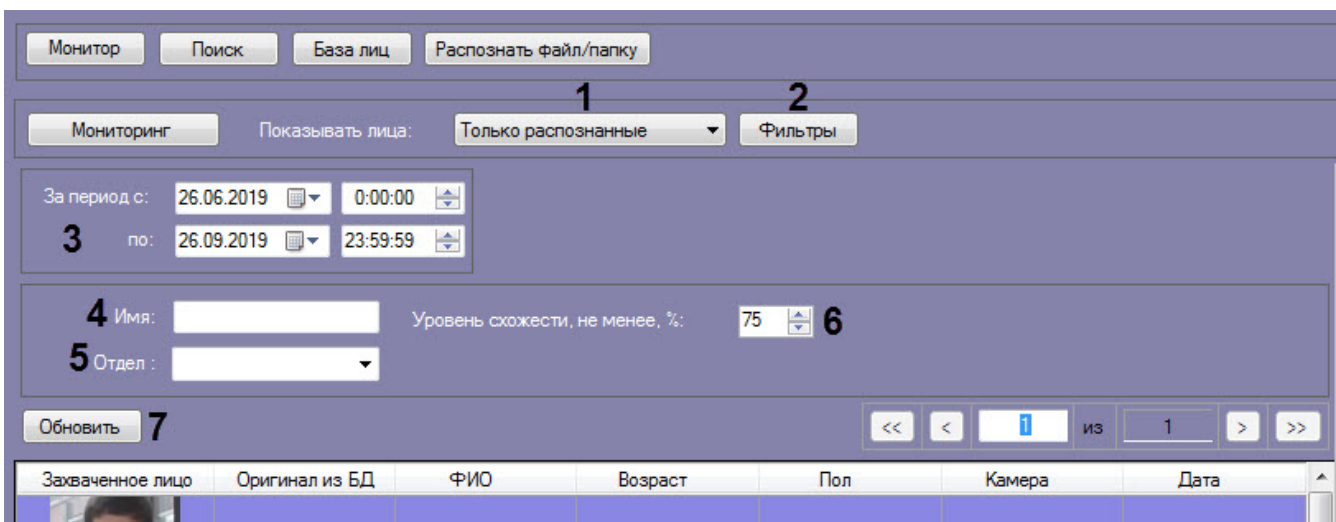 Монитор Поиск База лиц Распознать файл/папку
1 2
Мониторинг Показывать лица: Только распознанные Фильтры
За период с: 26.06.2019 0:00:00
3 по: 26.09.2019 23:59:59
4 Имя: Уровень схожести, не менее, %: 75 6
5 Отдел :
Обновить 7 << < 1 из 1 > >>
Захваченное лицо Оригинал из БД ФИО Возраст Пол Камера Дата